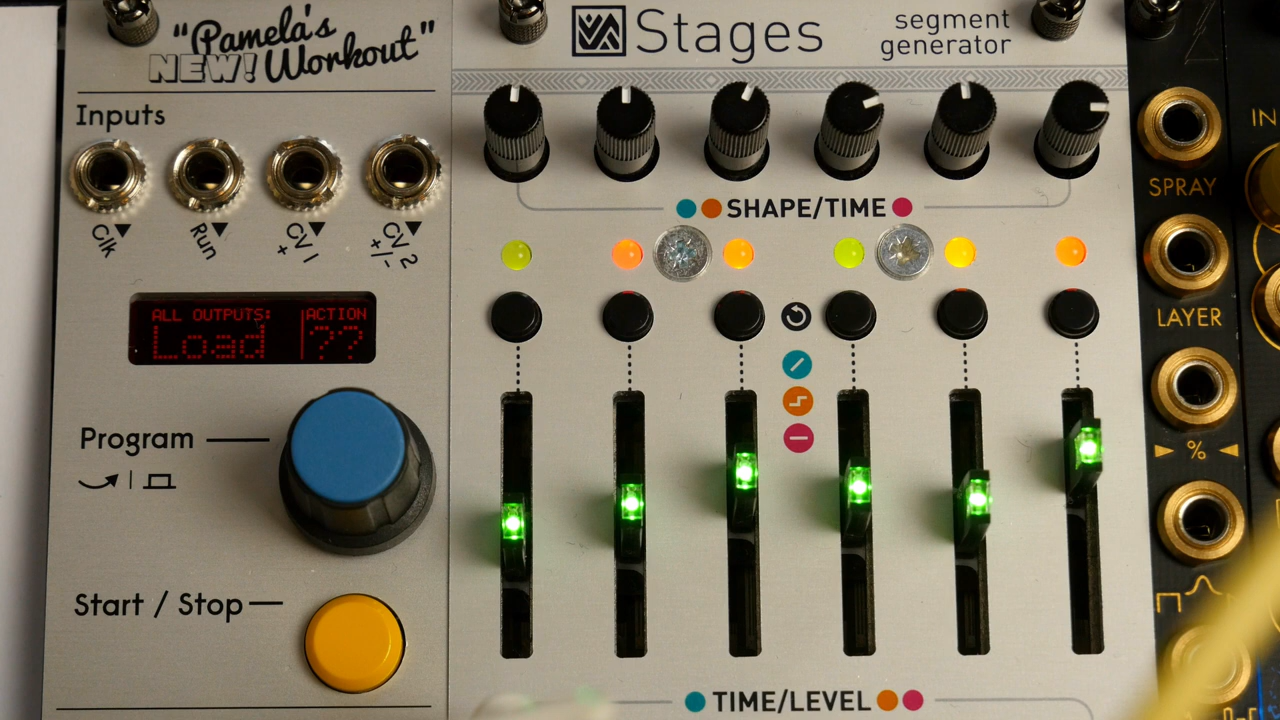 "Pamela's
NEW! Workout"
Inputs
Clk
Run
CV 1
+
CV 2
+/-
ALL OUTPUTS:
Load
ACTION
??
Program
Start / Stop
Stages
segment
generator
SHAPE/TIME
TIME/LEVEL
SPRAY
LAYER
%
IN